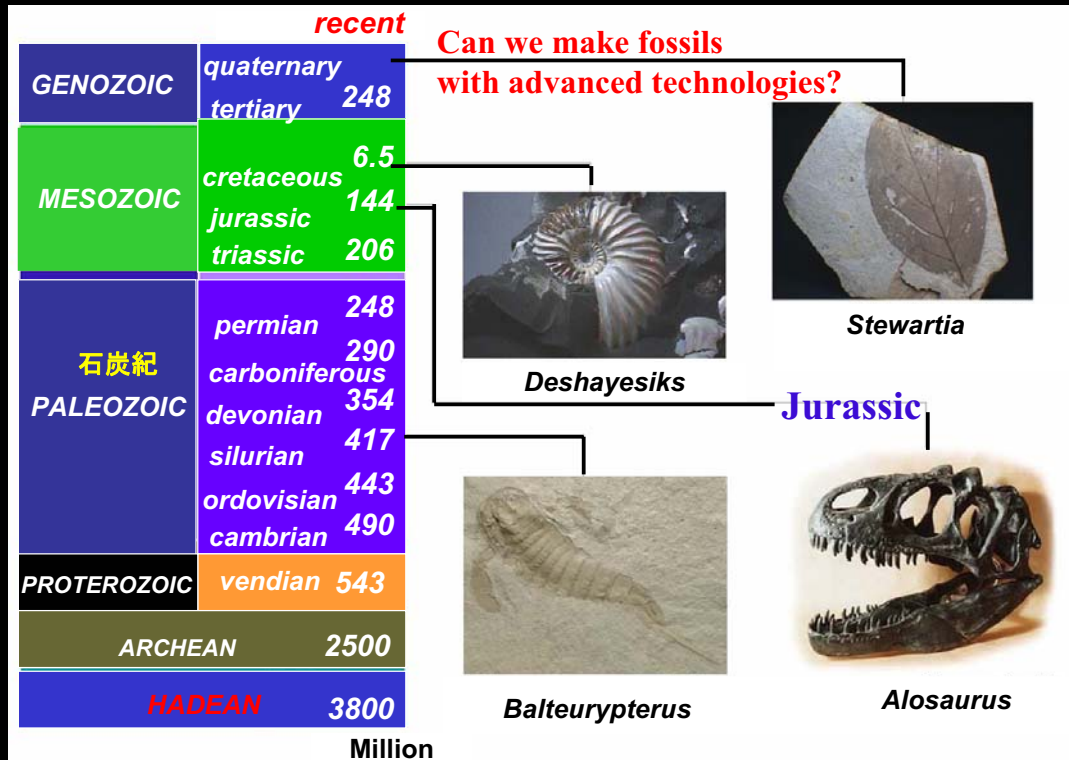 recent
Can we make fossils
with advanced technologies?
GENOZOIC
quaternary
tertiary 248
MESOZOIC
6.5
cretaceous
144
jurassic
206
triassic
石炭紀
PALEOZOIC
248
permian
290
carboniferous
354
devonian
417
silurian
443
ordovisian
490
cambrian
PROTEROZOIC
vendian 543
ARCHEAN 2500
HADEAN 3800
Million
Stewartia
Deshayesiks
Jurassic
Balteurypterus
Alosaurus